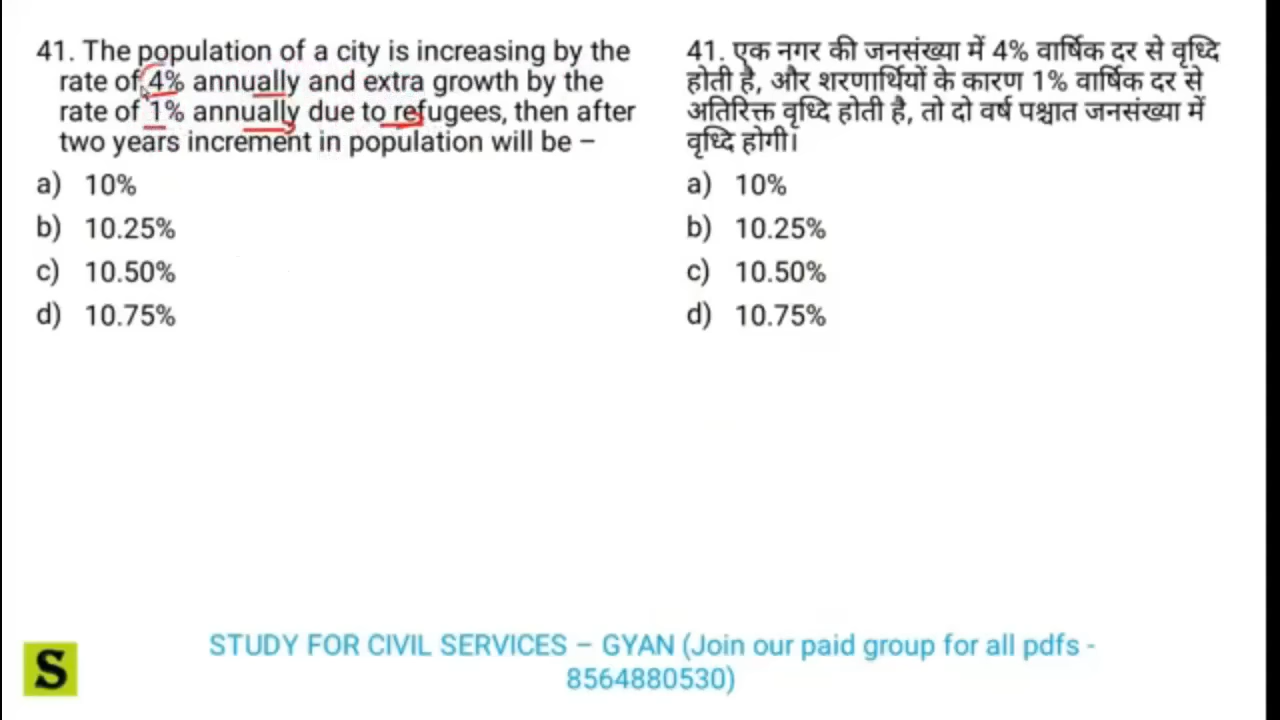 41. The population of a city is increasing by the
rate of 4% annually and extra growth by the
rate of 1% annually due to refugees, then after
two years increment in population will be –
a) 10%
b) 10.25%
c) 10.50%
d) 10.75%
41. एक नगर की जनसंख्या में 4% वार्षिक दर से वृध्दि
होती है, और शरणार्थियों के कारण 1% वार्षिक दर से
अतिरिक्त वृध्दि होती है, तो दो वर्ष पश्चात जनसंख्या में
वृध्दि होगी।
a) 10%
b) 10.25%
c) 10.50%
d) 10.75%
STUDY FOR CIVIL SERVICES – GYAN (Join our paid group for all pdfs -
8564880530)
S